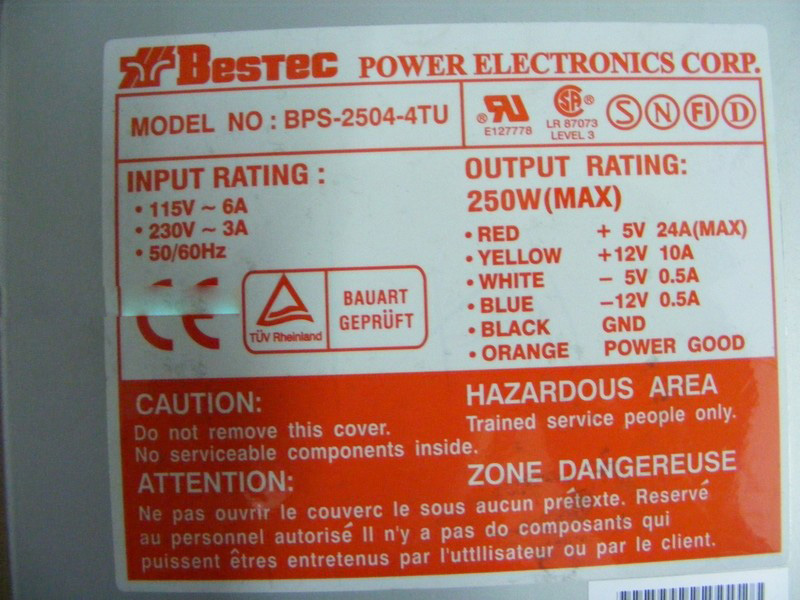 BESTEC POWER ELECTRONICS CORP.
MODEL NO : BPS-2504-4TU
® RU
E127778
SA ®
LR 87073
LEVEL 3
S N FI D
INPUT RATING :
• 115V ~ 6A
• 230V ~ 3A
• 50/60Hz
OUTPUT RATING:
250W(MAX)
• RED + 5V 24A(MAX)
• YELLOW +12V 10A
• WHITE – 5V 0.5A
• BLUE –12V 0.5A
• BLACK GND
• ORANGE POWER GOOD
CE
TÜV Rheinland
BAUART
GEPRÜFT
CAUTION:
Do not remove this cover.
No serviceable components inside.
HAZARDOUS AREA
Trained service people only.
ATTENTION:
ZONE DANGEREUSE
Ne pas ouvrir le couverc le sous aucun prétexte. Reservé
au personnel autorisé Il n'y a pas do composants qui
puissent êtres entretenus par l'uttllisateur ou par le client.